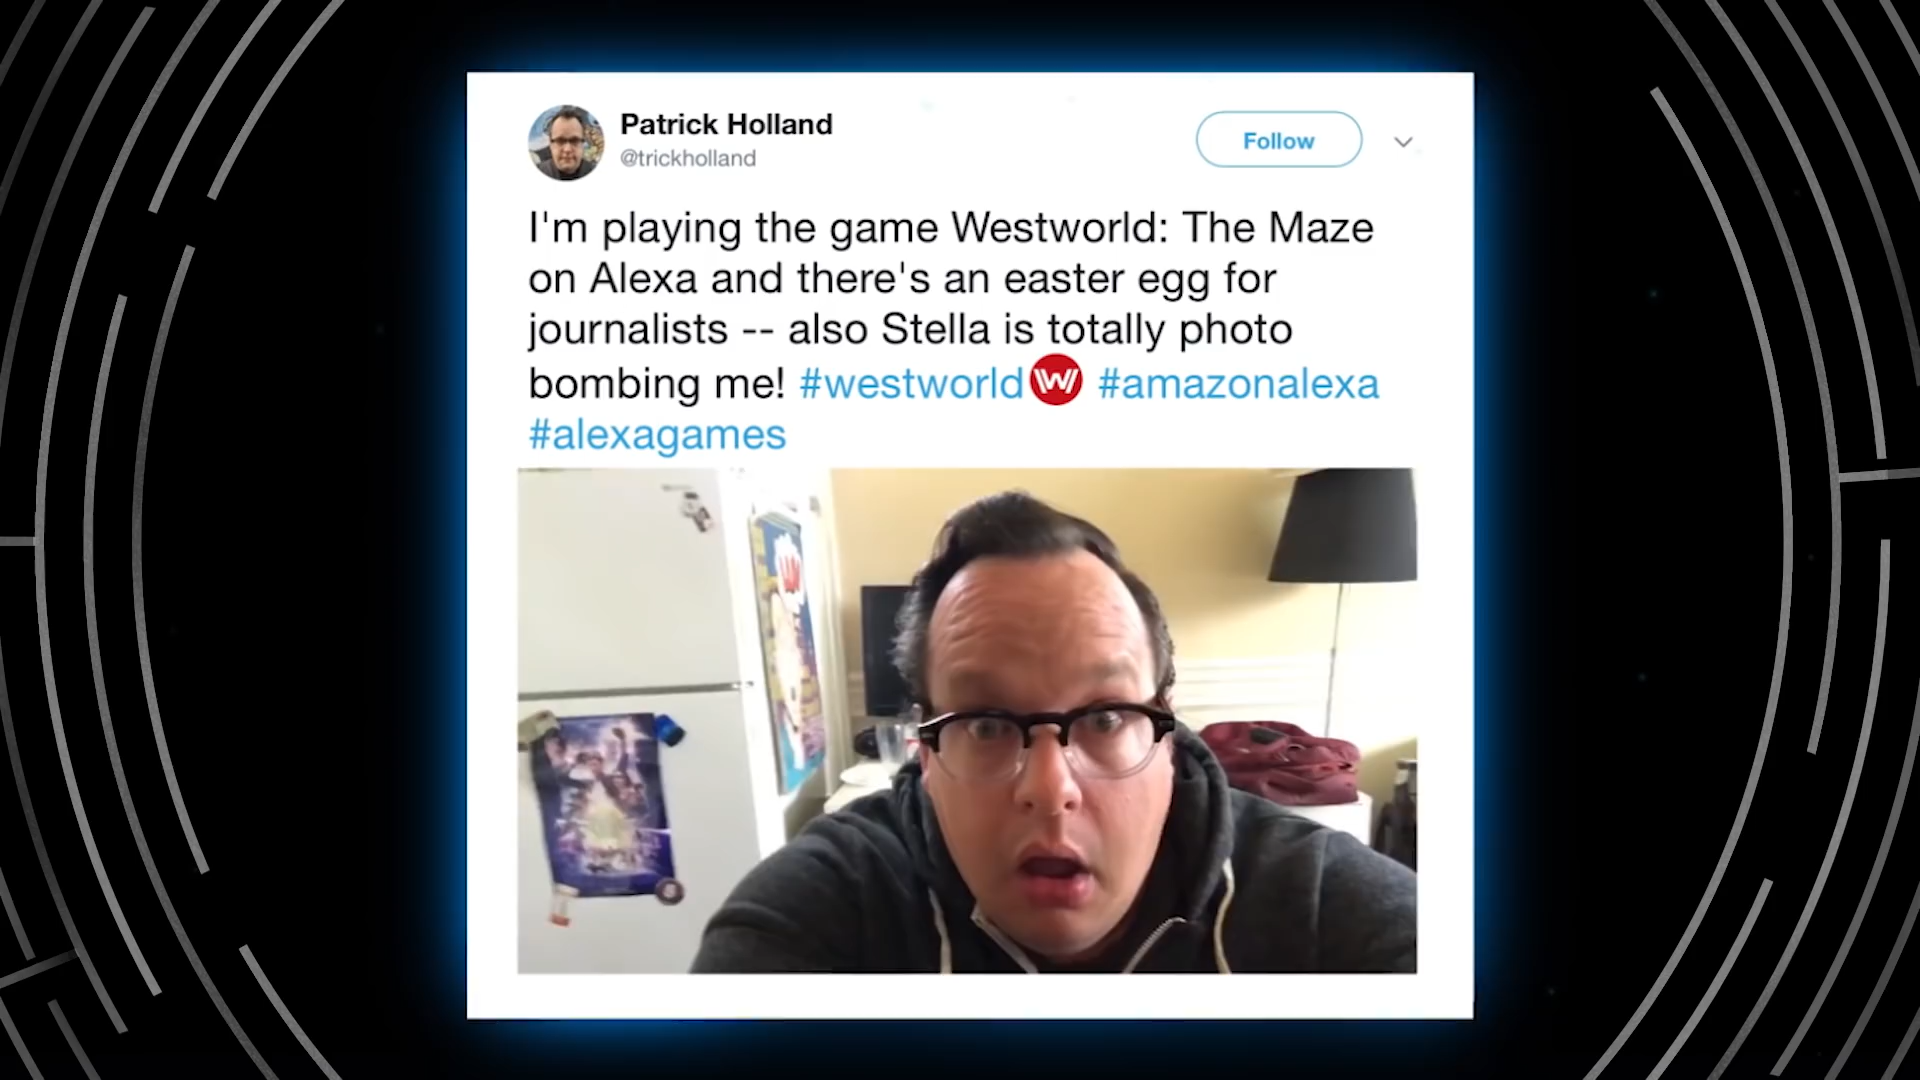 Patrick Holland
@trickholland
Follow
I'm playing the game Westworld: The Maze
on Alexa and there's an easter egg for
journalists -- also Stella is totally photo
bombing me! #westworld #amazonalexa
#alexagames